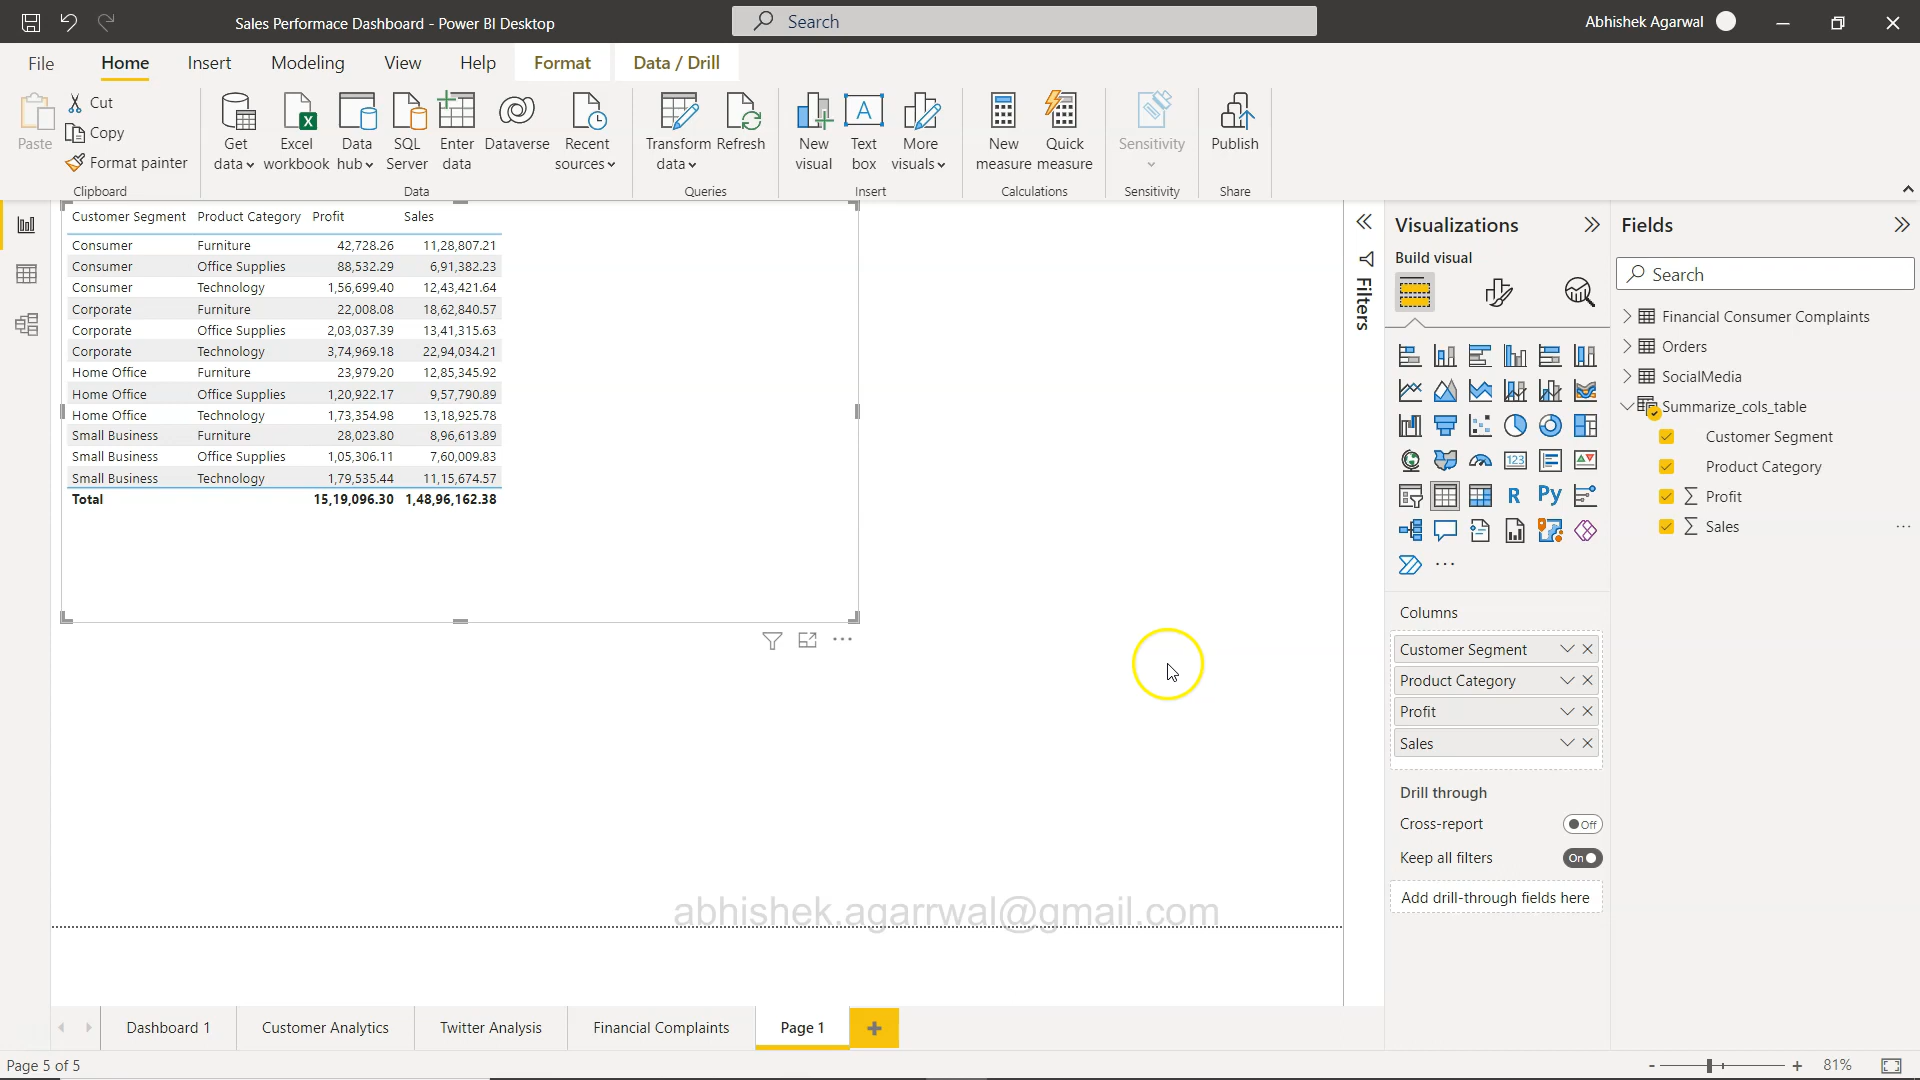 Sales Performace Dashboard - Power BI Desktop
Search
Abhishek Agarwal
File
Home
Insert
Modeling
View
Help
Format
Data / Drill
Paste
Cut
Copy
Format painter
Clipboard
Get data
Excel workbook
Data hub
SQL Server
Enter data
Dataverse
Recent sources
Data
Transform data
Refresh
Queries
New visual
Text box
More visuals
Insert
New measure
Quick measure
Calculations
Sensitivity
Sensitivity
Publish
Share
Customer Segment Product Category Profit Sales
Consumer Furniture 42,728.26 11,28,807.21
Consumer Office Supplies 88,532.29 6,91,382.23
Consumer Technology 1,56,699.40 12,43,421.64
Corporate Furniture 22,008.08 18,62,840.57
Corporate Office Supplies 2,03,037.39 13,41,315.63
Corporate Technology 3,74,969.18 22,94,034.21
Home Office Furniture 23,979.20 12,85,345.92
Home Office Office Supplies 1,20,922.17 9,57,790.89
Home Office Technology 1,73,354.98 13,18,925.78
Small Business Furniture 28,023.80 8,96,613.89
Small Business Office Supplies 1,05,306.11 7,60,009.83
Small Business Technology 1,79,535.44 11,15,674.57
Total 15,19,096.30 1,48,96,162.38
abhishek.agarrwal@gmail.com
Filters
Visualizations
Build visual
123
R
Py
Columns
Customer Segment
Product Category
Profit
Sales
Drill through
Cross-report
Off
Keep all filters
On
Add drill-through fields here
Fields
Search
Financial Consumer Complaints
Orders
SocialMedia
Summarize_cols_table
Customer Segment
Product Category
Σ Profit
Σ Sales
Dashboard 1
Customer Analytics
Twitter Analysis
Financial Complaints
Page 1
+
Page 5 of 5
- + 81%